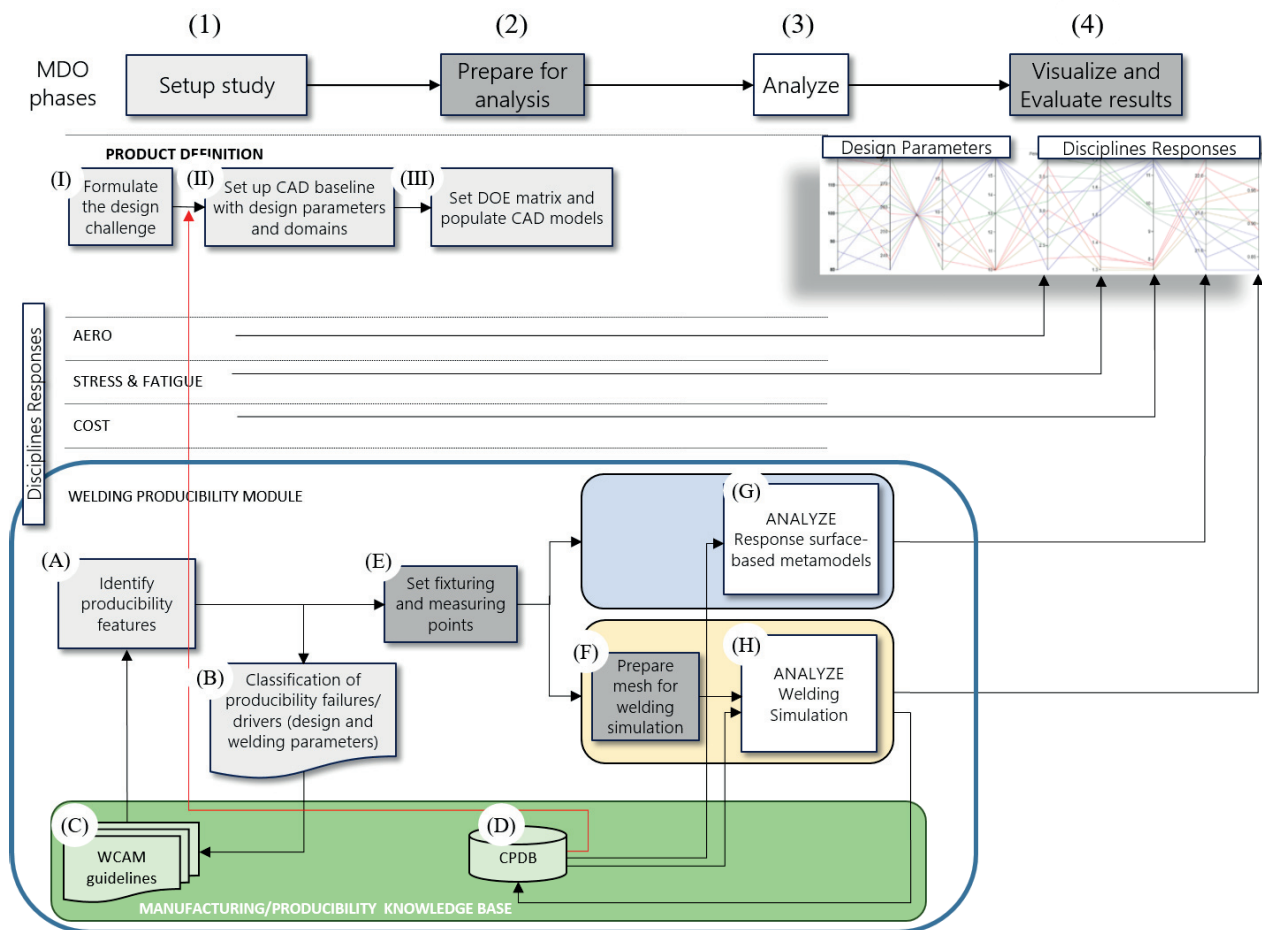 (1)
(2)
(3)
(4)
MDO
phases
Setup study
Prepare for
analysis
Analyze
Visualize and
Evaluate results
PRODUCT DEFINITION
Design Parameters
Disciplines Responses
(I)
Formulate
the design
challenge
(II)
Set up CAD baseline
with design parameters
and domains
(III)
Set DOE matrix and
populate CAD models
Disciplines Responses
AERO
STRESS & FATIGUE
COST
WELDING PRODUCIBILITY MODULE
(A)
Identify
producibility
features
(B)
Classification of
producibility failures/
drivers (design and
welding parameters)
(E)
Set fixturing
and measuring
points
(G)
ANALYZE
Response surface-
based metamodels
(F)
Prepare
mesh for
welding
simulation
(H)
ANALYZE
Welding
Simulation
(C)
WCAM
guidelines
(D)
CPDB
MANUFACTURING/PRODUCIBILITY KNOWLEDGE BASE